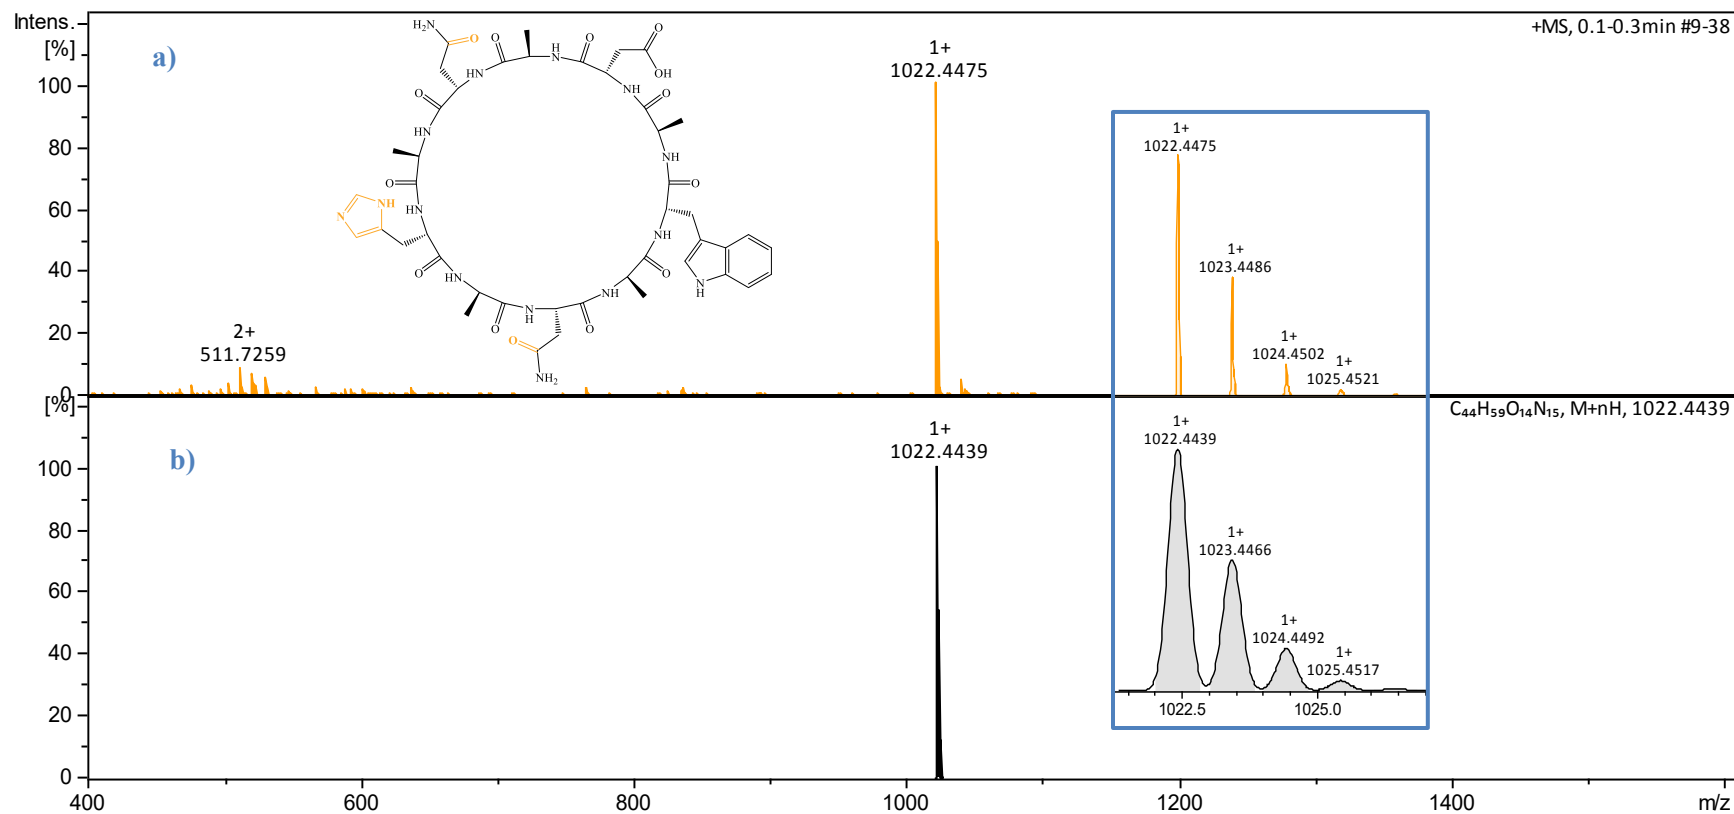 Intens.
[%]
a)
+MS, 0.1-0.3min #9-38
1+
1022.4475
100
80
60
40
20
0
2+
511.7259
H₂N
O
O
NH
O
H
N
O
O
OH
NH
O
NH
O
NH
N
H
O
HN
O
N
H
O
O
NH₂
HN
O
HN
N
NH
O
HN
O
1+
1022.4475
1+
1023.4486
1+
1024.4502
1+
1025.4521
[%]
b)
C₄₄H₅₉O₁₄N₁₅, M+nH, 1022.4439
1+
1022.4439
100
80
60
40
20
0
1+
1022.4439
1+
1023.4466
1+
1024.4492
1+
1025.4517
1022.5 1025.0
400 600 800 1000 1200 1400 m/z